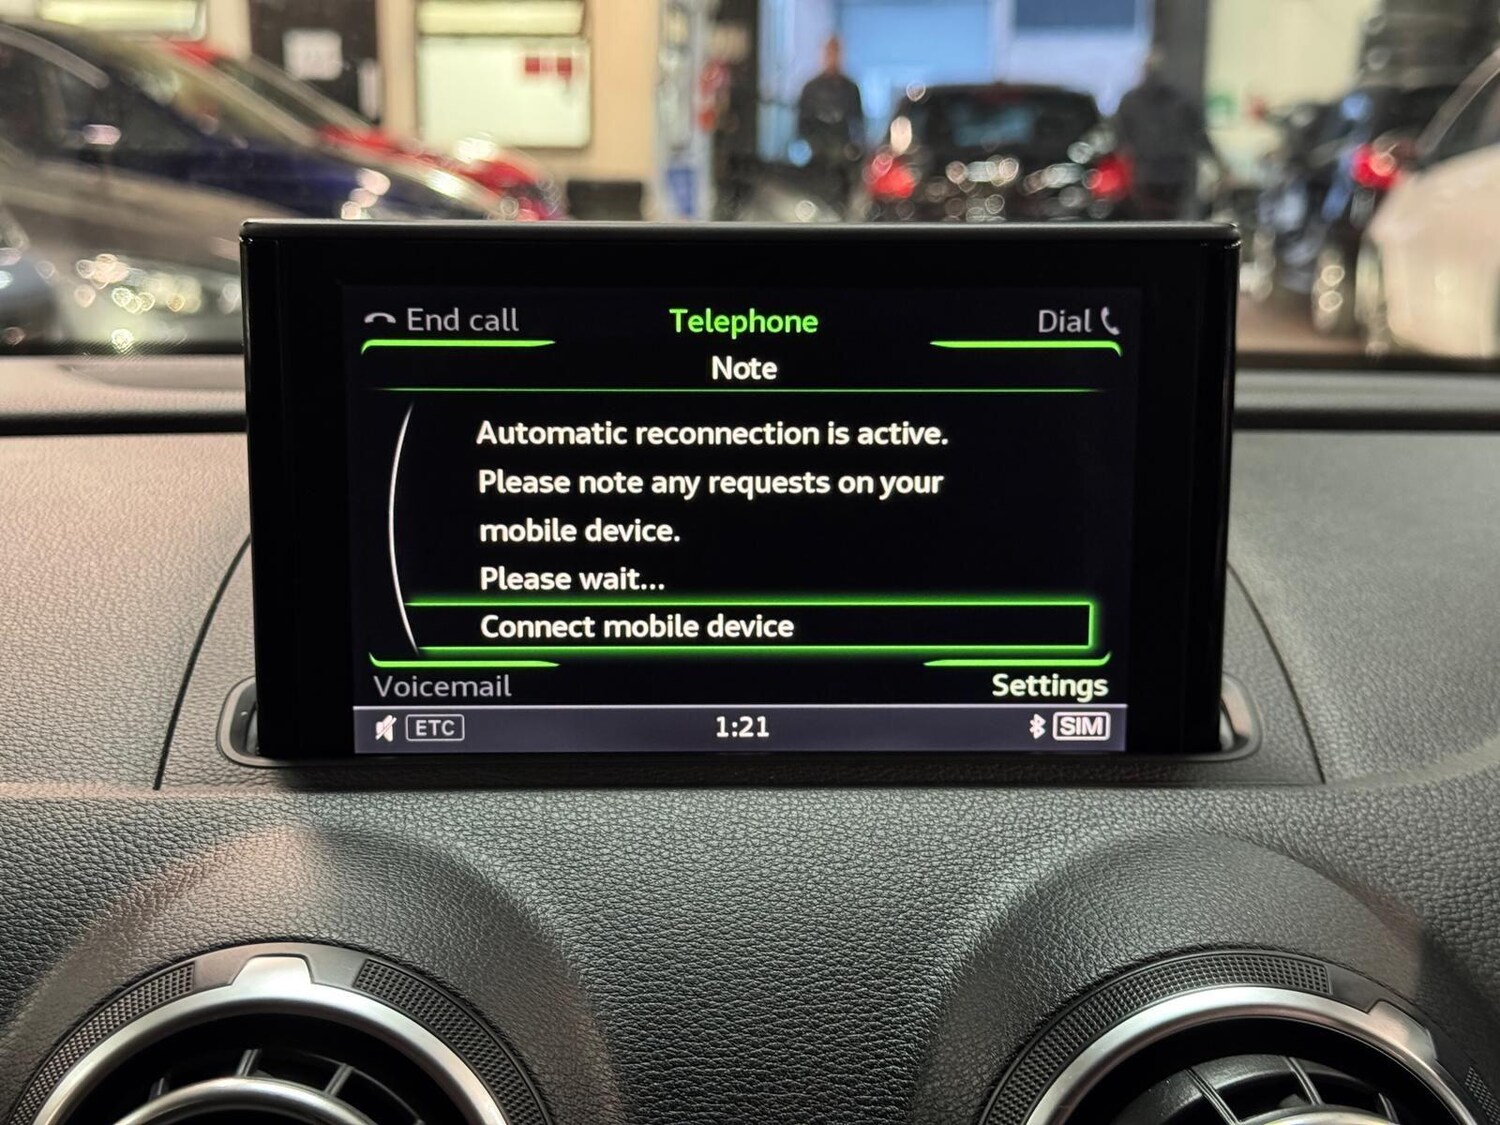 End call
Telephone
Dial
Note
Automatic reconnection is active.
Please note any requests on your
mobile device.
Please wait...
Connect mobile device
Voicemail
Settings
ETC
1:21
SIM